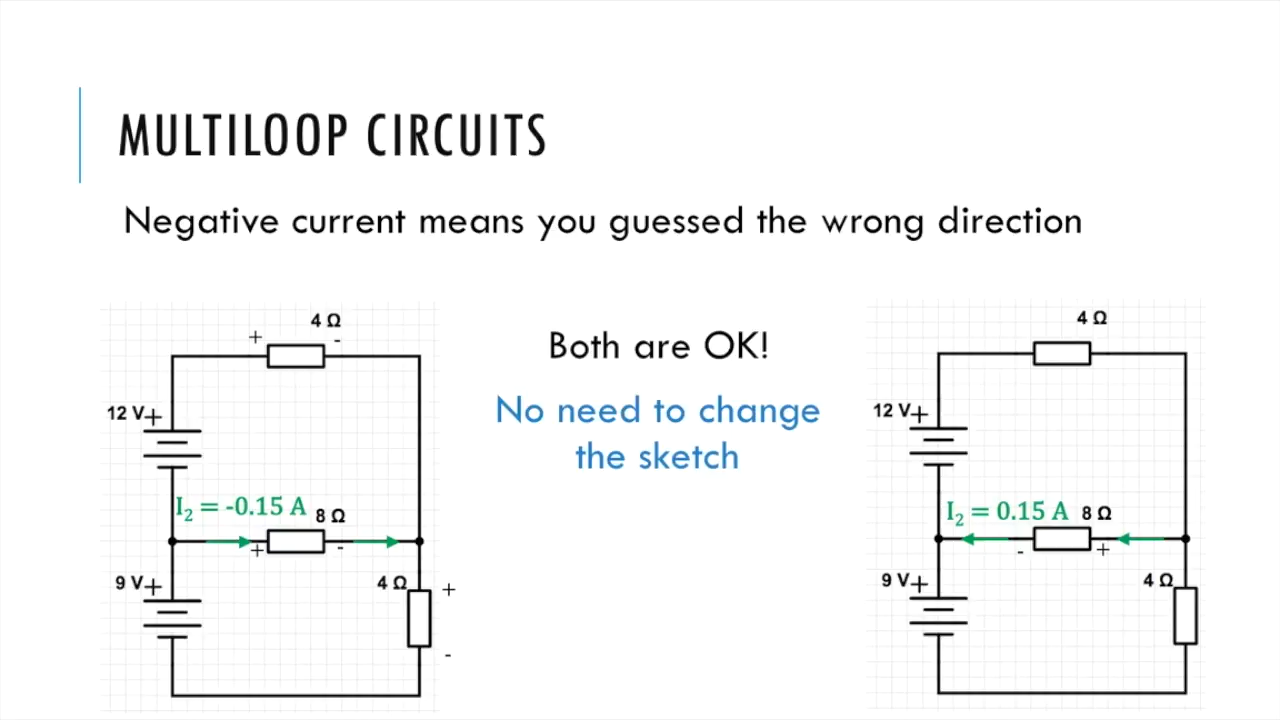 MULTILOOP CIRCUITS
Negative current means you guessed the wrong direction
4 Ω
+ -
12 V+
I₂ = -0.15 A 8 Ω
+ -
9 V+
4 Ω +
-
Both are OK!
No need to change
the sketch
4 Ω
12 V+
I₂ = 0.15 A 8 Ω
- +
9 V+
4 Ω